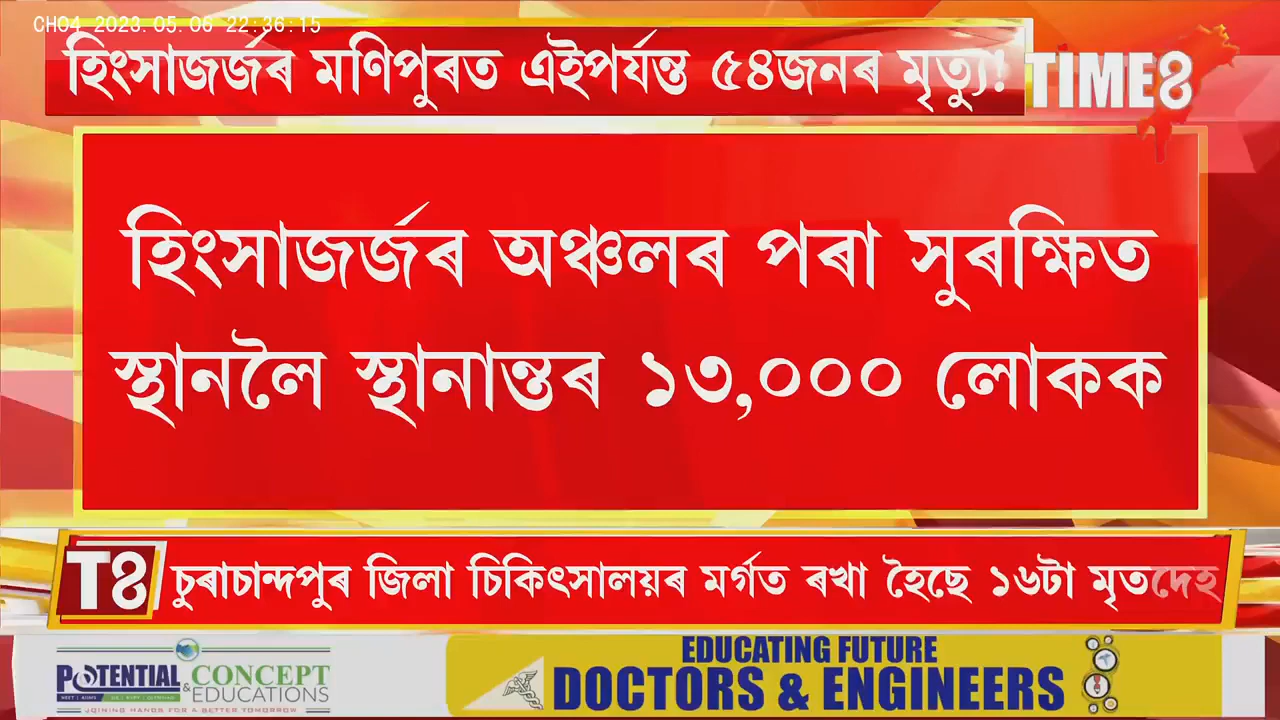 CH04 2023.05.06 22:36:15
হিংসাজৰ্জৰ মণিপুৰত এইপৰ্যন্ত ৫৪জনৰ মৃত্যু!
TIME8
হিংসাজৰ্জৰ অঞ্চলৰ পৰা সুৰক্ষিত
স্থানলৈ স্থানান্তৰ ১৩,০০০ লোকক
T8 চুৰাচান্দপুৰ জিলা চিকিৎসালয়ৰ মৰ্গত ৰখা হৈছে ১৬টা মৃতদেহ
POTENTIAL & CONCEPT
EDUCATIONS
JOINING HANDS FOR A BETTER TOMORROW
EDUCATING FUTURE
DOCTORS & ENGINEERS